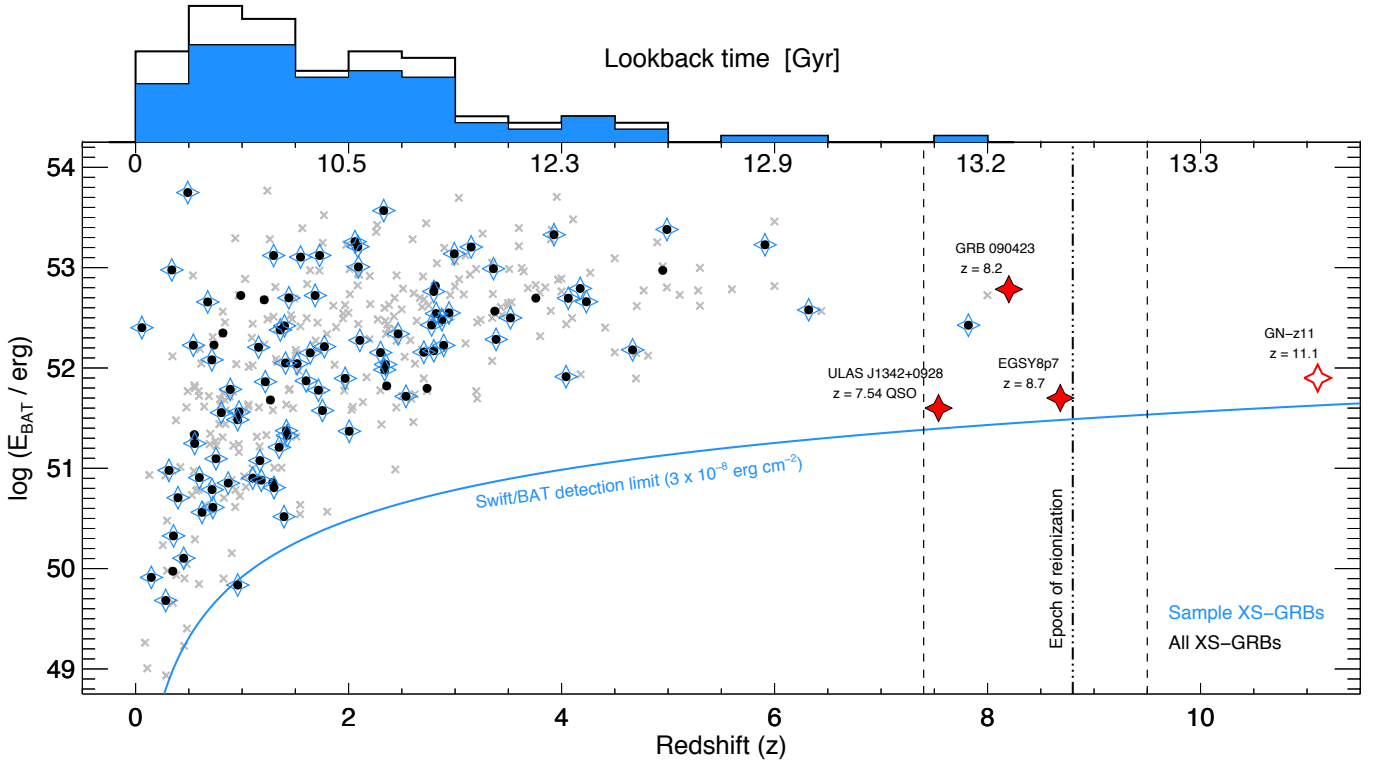 Lookback time [Gyr]
0 10.5 12.3 12.9 13.2 13.3
54
53
52
51
50
49
log (E_BAT / erg)
GRB 090423
z = 8.2
GN−z11
z = 11.1
EGSY8p7
z = 8.7
ULAS J1342+0928
z = 7.54 QSO
Swift/BAT detection limit (3 x 10⁻⁸ erg cm⁻²)
Epoch of reionization
Sample XS−GRBs
All XS−GRBs
0 2 4 6 8 10
Redshift (z)